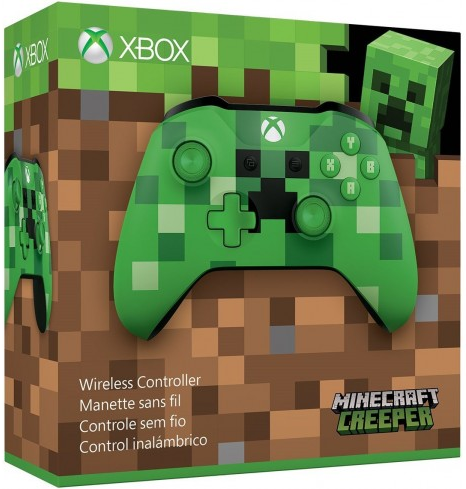 XBOX
XBOX
Y
X
B
A
Wireless Controller
Manette sans fil
Controle sem fio
Control inalámbrico
MINECRAFT
CREEPER